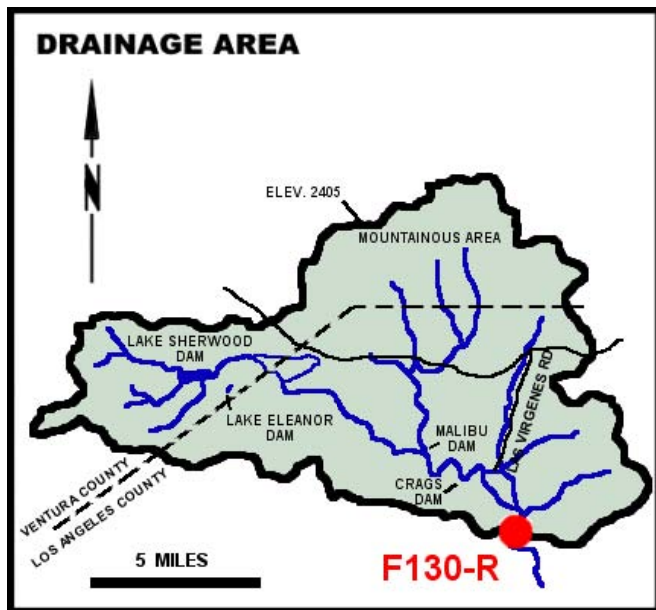 DRAINAGE AREA
N
ELEV. 2405
MOUNTAINOUS AREA
LAKE SHERWOOD
DAM
LAKE ELEANOR
DAM
MALIBU
DAM
LAS VIRGENES RD
CRAGS
DAM
VENTURA COUNTY
LOS ANGELES COUNTY
5 MILES
F130-R